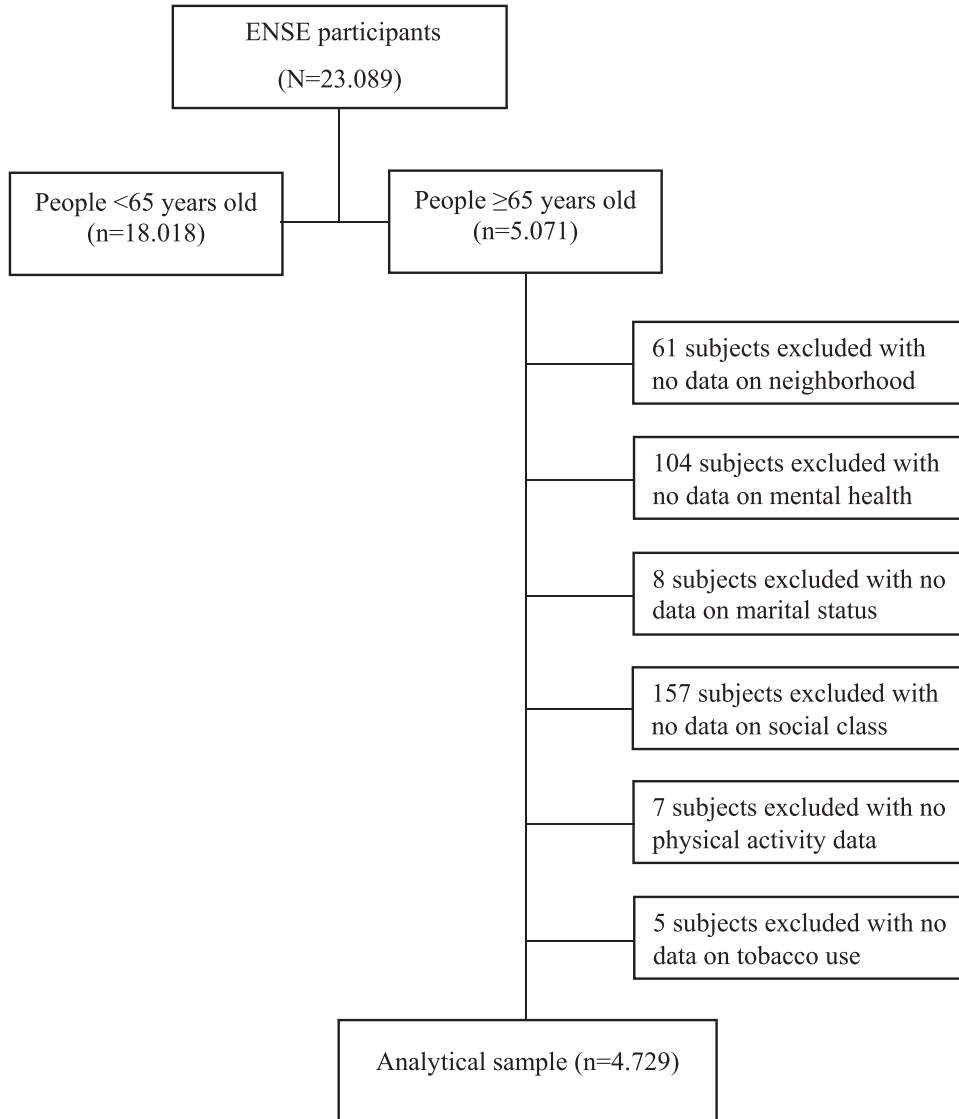 ENSE participants
(N=23.089)
People <65 years old
(n=18.018)
People ≥65 years old
(n=5.071)
61 subjects excluded with
no data on neighborhood
104 subjects excluded with
no data on mental health
8 subjects excluded with no
data on marital status
157 subjects excluded with
no data on social class
7 subjects excluded with no
physical activity data
5 subjects excluded with no
data on tobacco use
Analytical sample (n=4.729)